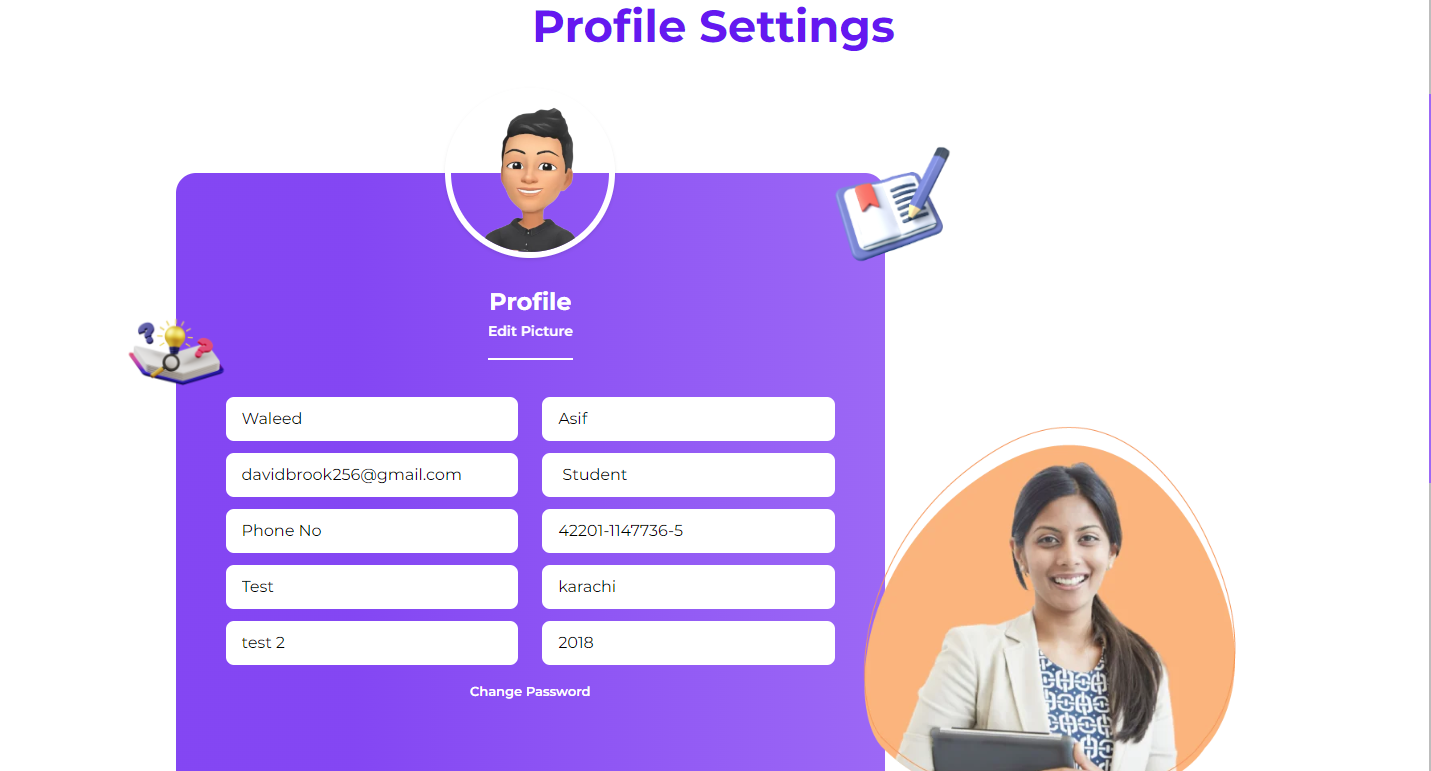 Profile Settings
Profile
Edit Picture
Waleed
Asif
davidbrook256@gmail.com
Student
Phone No
42201-1147736-5
Test
karachi
test 2
2018
Change Password